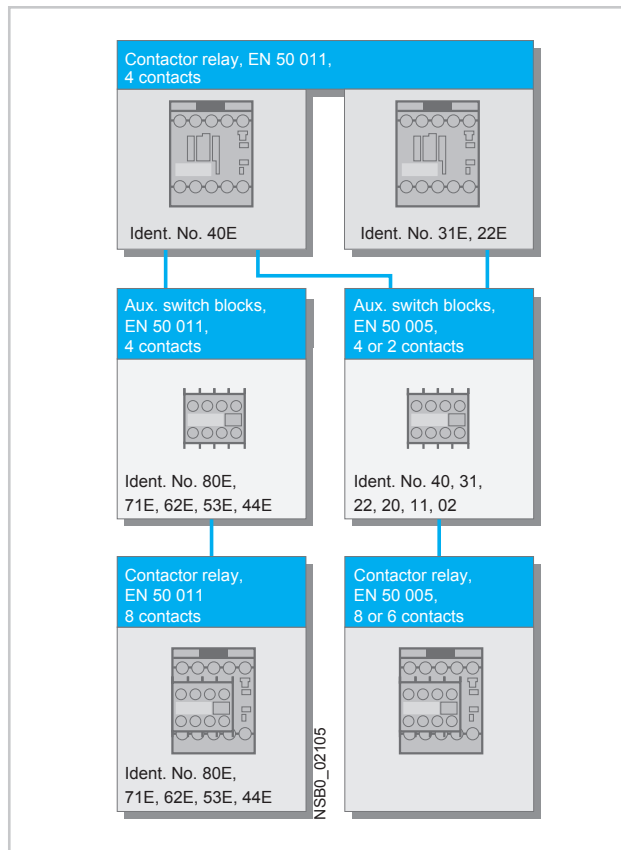 Contactor relay, EN 50 011,
4 contacts
Ident. No. 40E
Ident. No. 31E, 22E
Aux. switch blocks,
EN 50 011,
4 contacts
Ident. No. 80E,
71E, 62E, 53E, 44E
Aux. switch blocks,
EN 50 005,
4 or 2 contacts
Ident. No. 40, 31,
22, 20, 11, 02
Contactor relay,
EN 50 011
8 contacts
Ident. No. 80E,
71E, 62E, 53E, 44E
Contactor relay,
EN 50 005,
8 or 6 contacts
NSB0_02105